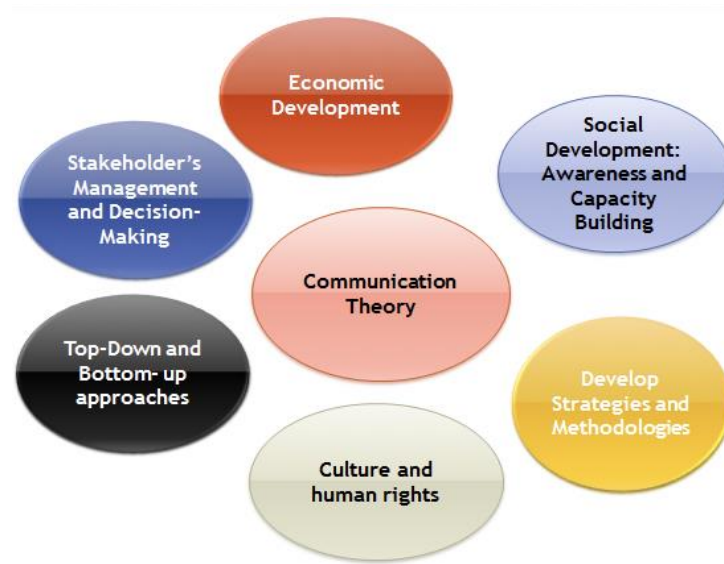 Economic
Development
Stakeholder's
Management
and Decision-
Making
Social
Development:
Awareness and
Capacity
Building
Communication
Theory
Top-Down and
Bottom- up
approaches
Develop
Strategies and
Methodologies
Culture and
human rights